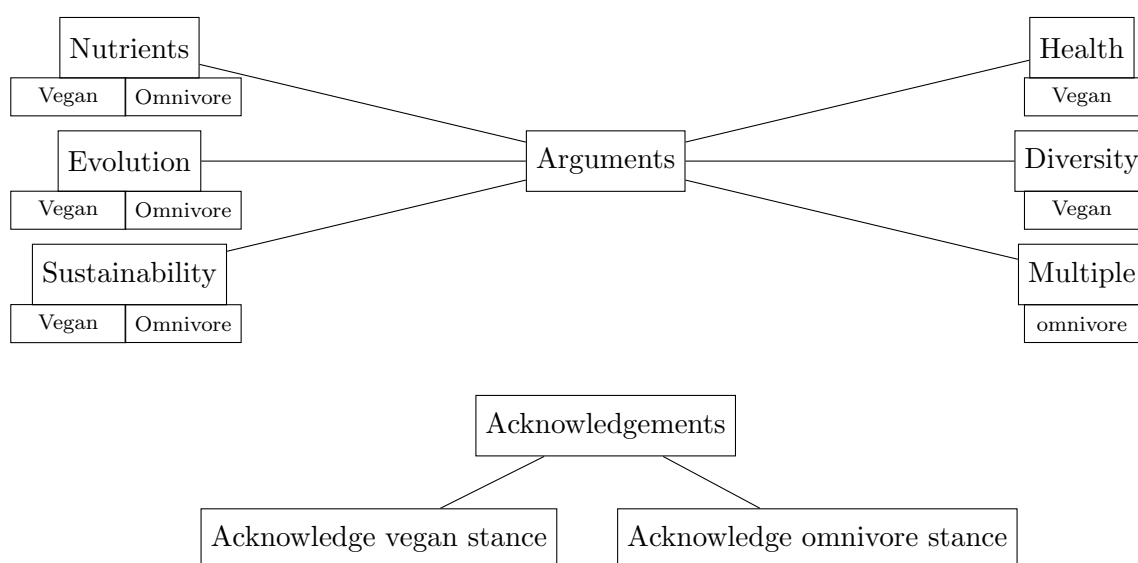 Nutrients
Health
Vegan
Omnivore
Vegan
Arguments
Evolution
Diversity
Vegan
Omnivore
Vegan
Sustainability
Multiple
Vegan
Omnivore
omnivore
Acknowledgements
Acknowledge vegan stance
Acknowledge omnivore stance